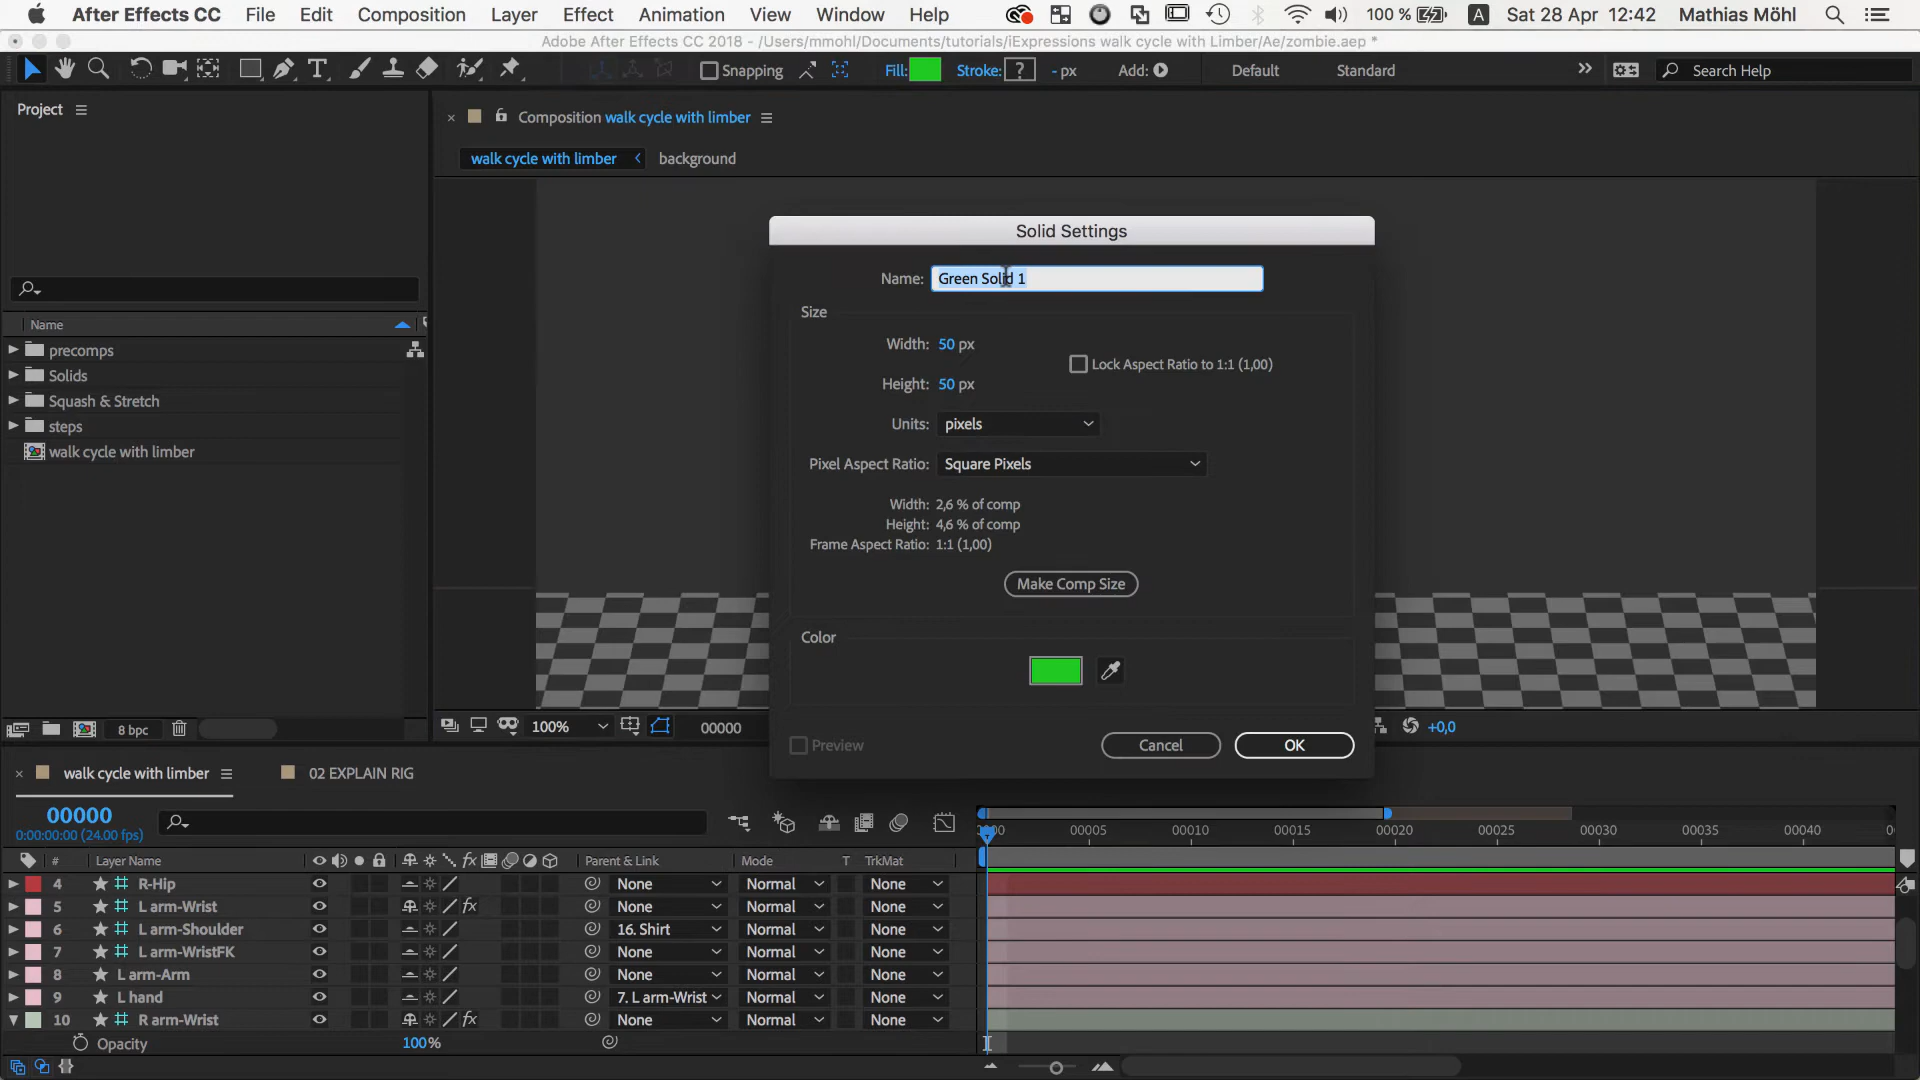 After Effects CC File Edit Composition Layer Effect Animation View Window Help 100 % A Sat 28 Apr 12:42 Mathias Möhl
Adobe After Effects CC 2018 - /Users/mmohl/Documents/tutorials/iExpressions walk cycle with Limber/Ae/zombie.aep *
T Snapping Fill: Stroke: ? - px Add: Default Standard Search Help
Project
Composition walk cycle with limber
walk cycle with limber background
Name
precomps
Solids
Squash & Stretch
steps
walk cycle with limber
Solid Settings
Name: Green Solid 1
Size
Width: 50 px
Lock Aspect Ratio to 1:1 (1,00)
Height: 50 px
Units: pixels
Pixel Aspect Ratio: Square Pixels
Width: 2,6 % of comp
Height: 4,6 % of comp
Frame Aspect Ratio: 1:1 (1,00)
Make Comp Size
Color
Preview Cancel OK
8 bpc 100% 00000 +0,0
walk cycle with limber 02 EXPLAIN RIG
00000
0:00:00:00 (24.00 fps)
00005 00010 00015 00020 00025 00030 00035 00040
# Layer Name fx Parent & Link Mode T TrkMat
4 R-Hip None Normal None
5 L arm-Wrist fx None Normal None
6 L arm-Shoulder 16. Shirt Normal None
7 L arm-WristFK None Normal None
8 L arm-Arm None Normal None
9 L hand 7. L arm-Wrist Normal None
10 R arm-Wrist fx None Normal None
Opacity 100%